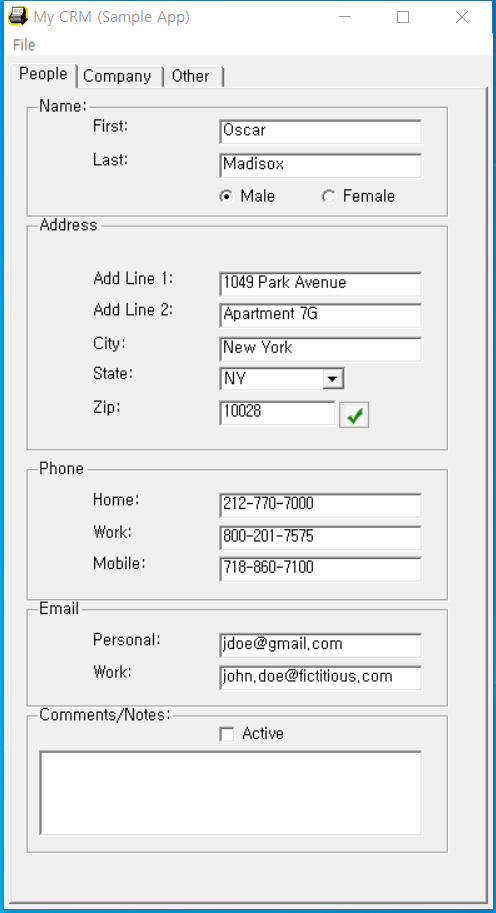 My CRM (Sample App)
File
People Company Other
Name:
First: Oscar
Last: Madisox
Male Female
Address
Add Line 1: 1049 Park Avenue
Add Line 2: Apartment 7G
City: New York
State: NY
Zip: 10028
Phone
Home: 212-770-7000
Work: 800-201-7575
Mobile: 718-860-7100
Email
Personal: jdoe@gmail.com
Work: john.doe@fictitious.com
Comments/Notes:
Active